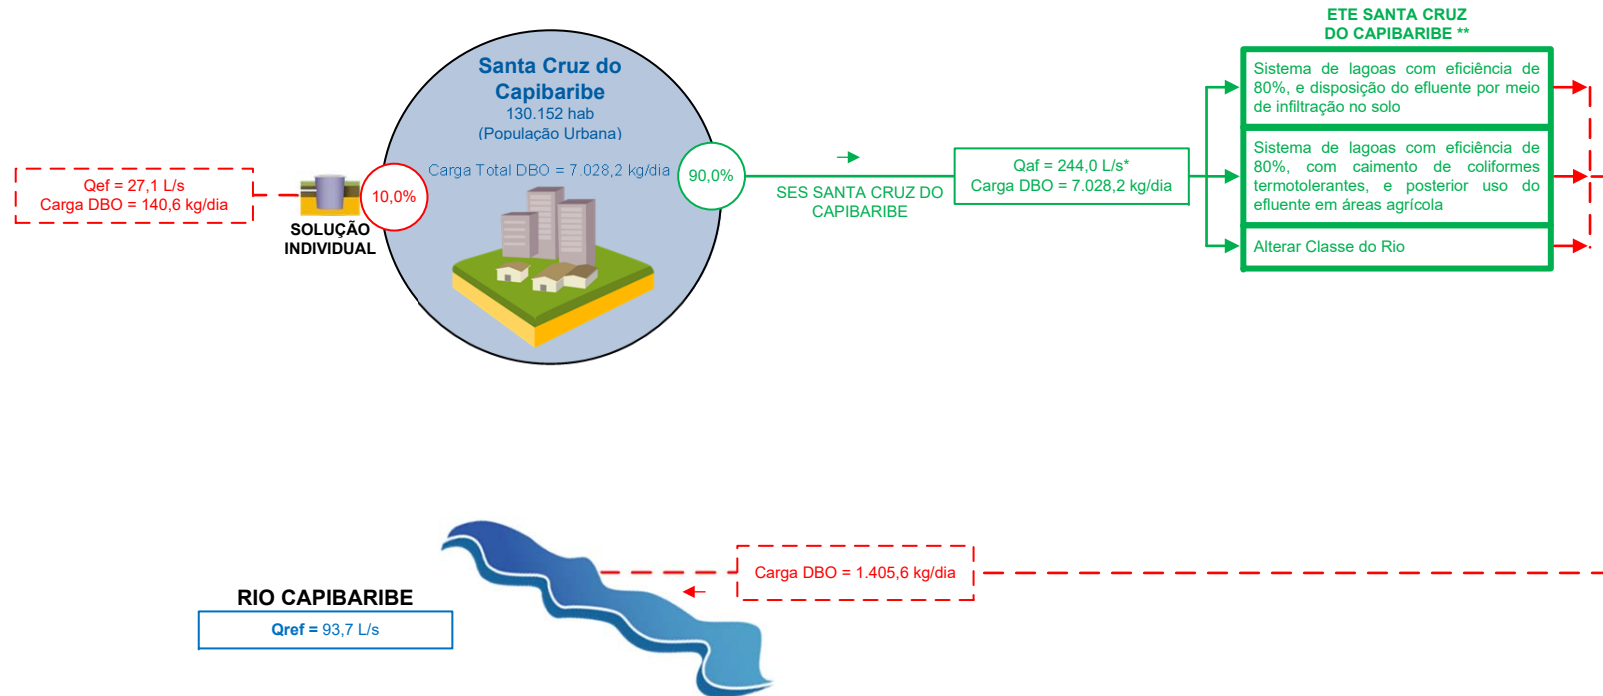 ETE SANTA CRUZ
DO CAPIBARIBE **
Santa Cruz do
Capibaribe
130.152 hab
(População Urbana)
Carga Total DBO = 7.028,2 kg/dia
Qef = 27,1 L/s
Carga DBO = 140,6 kg/dia
10,0%
SOLUÇÃO
INDIVIDUAL
90,0%
SES SANTA CRUZ DO
CAPIBARIBE
Qaf = 244,0 L/s*
Carga DBO = 7.028,2 kg/dia
Sistema de lagoas com eficiência de
80%, e disposição do efluente por meio
de infiltração no solo
Sistema de lagoas com eficiência de
80%, com caimento de coliformes
termotolerantes, e posterior uso do
efluente em áreas agrícola
Alterar Classe do Rio
Carga DBO = 1.405,6 kg/dia
RIO CAPIBARIBE
Qref = 93,7 L/s